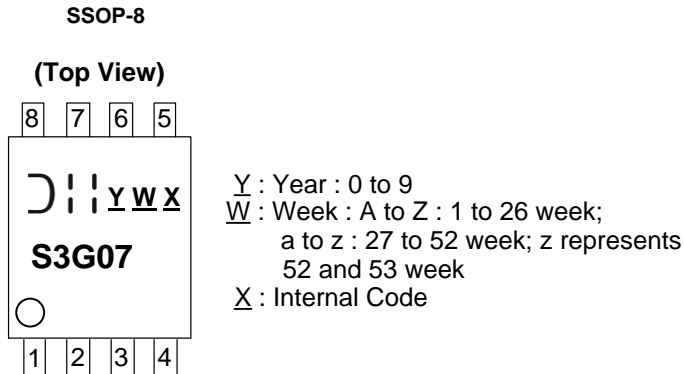 SSOP-8
(Top View)
8 7 6 5
Y W X
S3G07
1 2 3 4
Y : Year : 0 to 9
W : Week : A to Z : 1 to 26 week;
a to z : 27 to 52 week; z represents
52 and 53 week
X : Internal Code